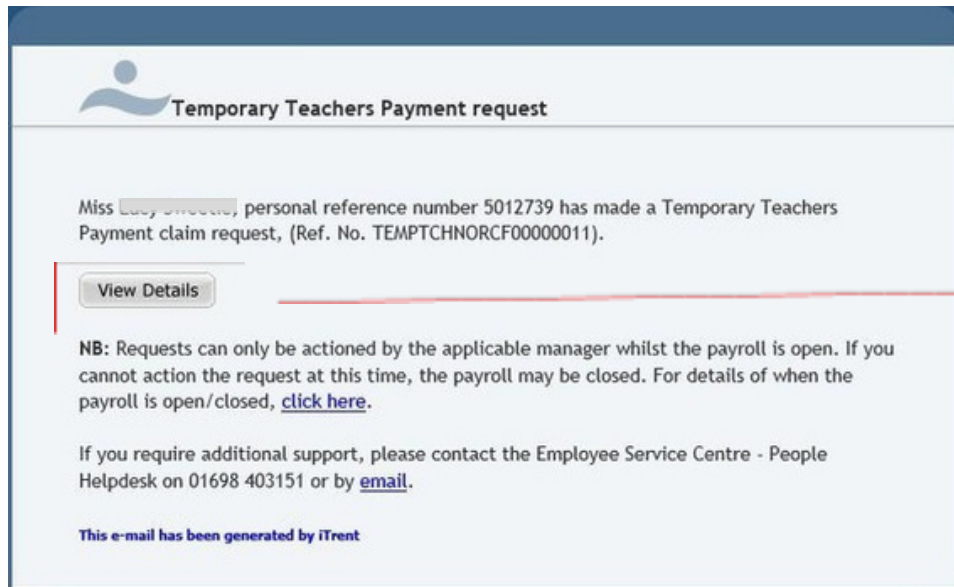 Temporary Teachers Payment request
Miss personal reference number 5012739 has made a Temporary Teachers
Payment claim request, (Ref. No. TEMPTCHNORCF00000011).
View Details
NB: Requests can only be actioned by the applicable manager whilst the payroll is open. If you
cannot action the request at this time, the payroll may be closed. For details of when the
payroll is open/closed, click here.
If you require additional support, please contact the Employee Service Centre - People
Helpdesk on 01698 403151 or by email.
This e-mail has been generated by iTrent